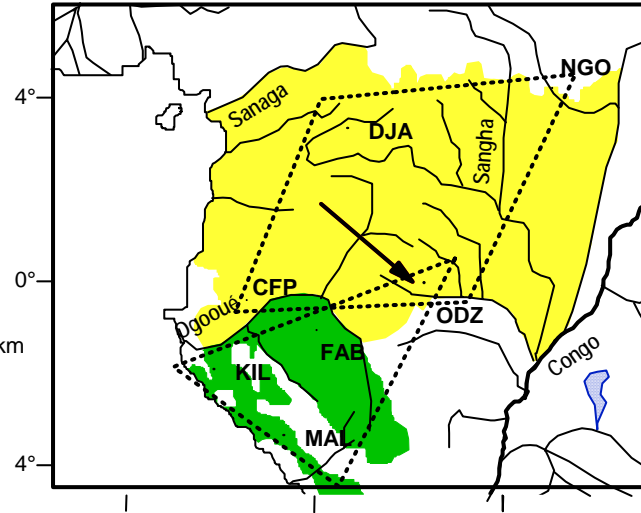 NGO
Sanaga
4°
DJA
Sangha
0°
CFP
Ogooué
ODZ
km
FAB
Congo
KIL
MAL
4°